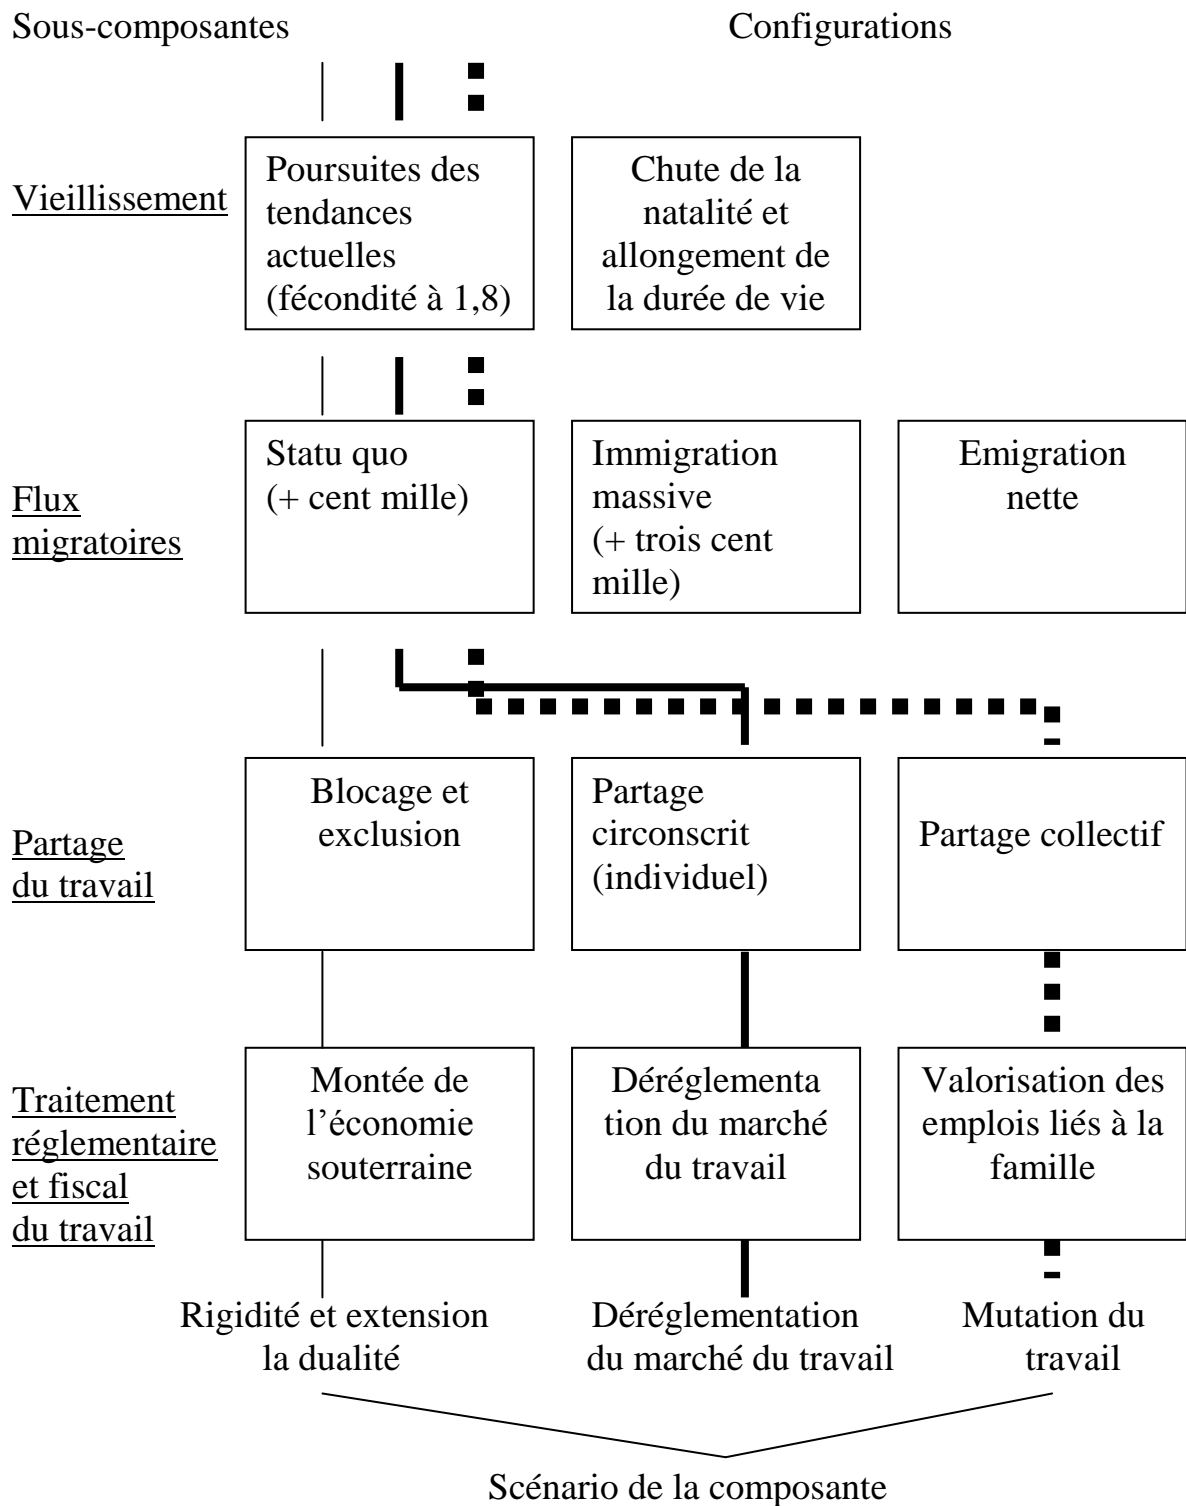 Sous-composantes
Configurations
Vieillissement
Poursuites des
tendances
actuelles
(fécondité à 1,8)
Chute de la
natalité et
allongement de
la durée de vie
Flux
migratoires
Statu quo
(+ cent mille)
Immigration
massive
(+ trois cent
mille)
Emigration
nette
Partage
du travail
Blocage et
exclusion
Partage
circonscrit
(individuel)
Partage collectif
Traitement
réglementaire
et fiscal
du travail
Montée de
l’économie
souterraine
Déréglementa
tion du marché
du travail
Valorisation des
emplois liés à la
famille
Rigidité et extension
la dualité
Déréglementation
du marché du travail
Mutation du
travail
Scénario de la composante